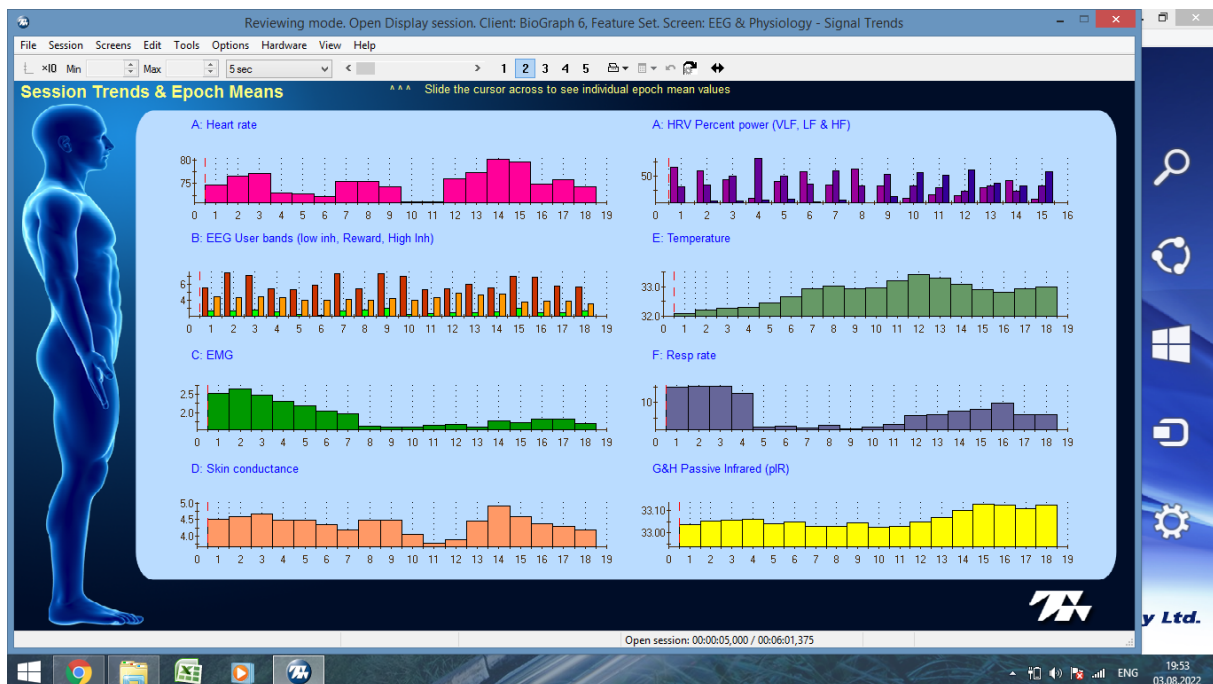 Reviewing mode. Open Display session. Client: BioGraph 6, Feature Set. Screen: EEG & Physiology - Signal Trends
File Session Screens Edit Tools Options Hardware View Help
×10 Min Max 5 sec 1 2 3 4 5
Session Trends & Epoch Means
^ ^ ^ Slide the cursor across to see individual epoch mean values
A: Heart rate
80
75
0 1 2 3 4 5 6 7 8 9 10 11 12 13 14 15 16 17 18 19
A: HRV Percent power (VLF, LF & HF)
50
0 1 2 3 4 5 6 7 8 9 10 11 12 13 14 15 16
B: EEG User bands (low inh, Reward, High Inh)
6
4
0 1 2 3 4 5 6 7 8 9 10 11 12 13 14 15 16 17 18 19
E: Temperature
33.0
32.0
0 1 2 3 4 5 6 7 8 9 10 11 12 13 14 15 16 17 18 19
C: EMG
2.5
2.0
0 1 2 3 4 5 6 7 8 9 10 11 12 13 14 15 16 17 18 19
F: Resp rate
10
0 1 2 3 4 5 6 7 8 9 10 11 12 13 14 15 16 17 18 19
D: Skin conductance
5.0
4.5
4.0
0 1 2 3 4 5 6 7 8 9 10 11 12 13 14 15 16 17 18 19
G&H Passive Infrared (pIR)
33.10
33.00
0 1 2 3 4 5 6 7 8 9 10 11 12 13 14 15 16 17 18 19
y Ltd.
Open session: 00:00:05,000 / 00:06:01,375
ENG
19:53
03.08.2022